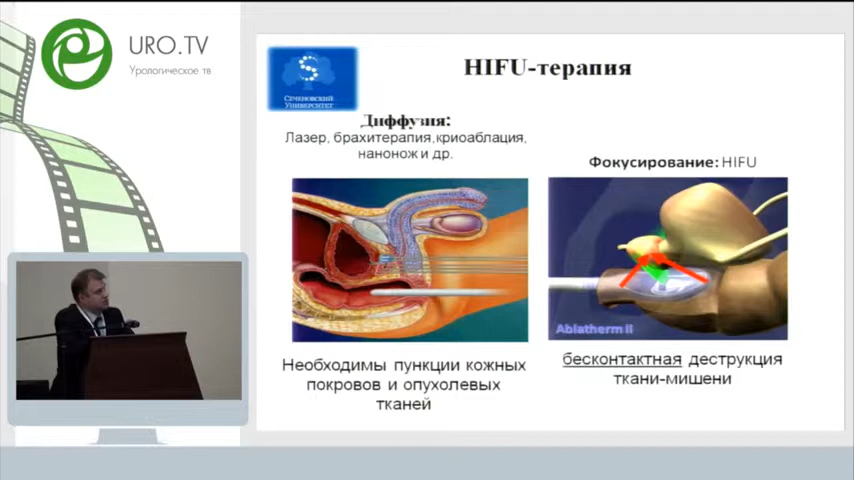 URO.TV
Урологическое тв
СЕЧЕНОВСКИЙ
УНИВЕРСИТЕТ
HIFU-терапия
Диффузия:
Лазер, брахитерапия,криоаблация,
нанонож и др.
Фокусирование: HIFU
Ablatherm II
Необходимы пункции кожных
покровов и опухолевых
тканей
бесконтактная деструкция
ткани-мишени